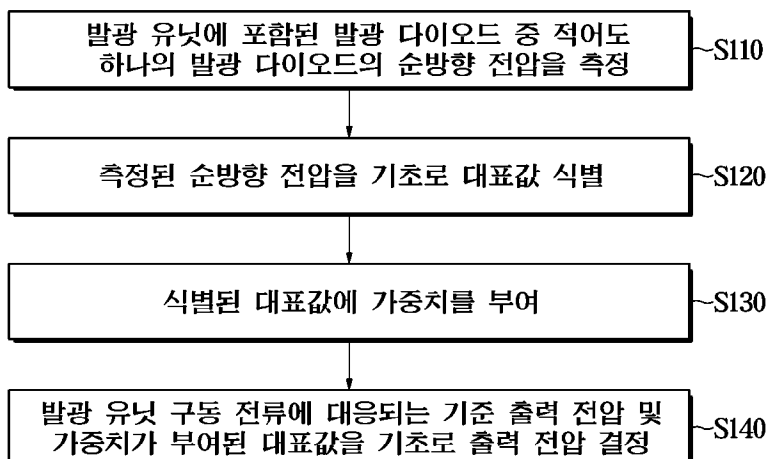 발광 유닛에 포함된 발광 다이오드 중 적어도
하나의 발광 다이오드의 순방향 전압을 측정
S110
측정된 순방향 전압을 기초로 대표값 식별
S120
식별된 대표값에 가중치를 부여
S130
발광 유닛 구동 전류에 대응되는 기준 출력 전압 및
가중치가 부여된 대표값을 기초로 출력 전압 결정
S140